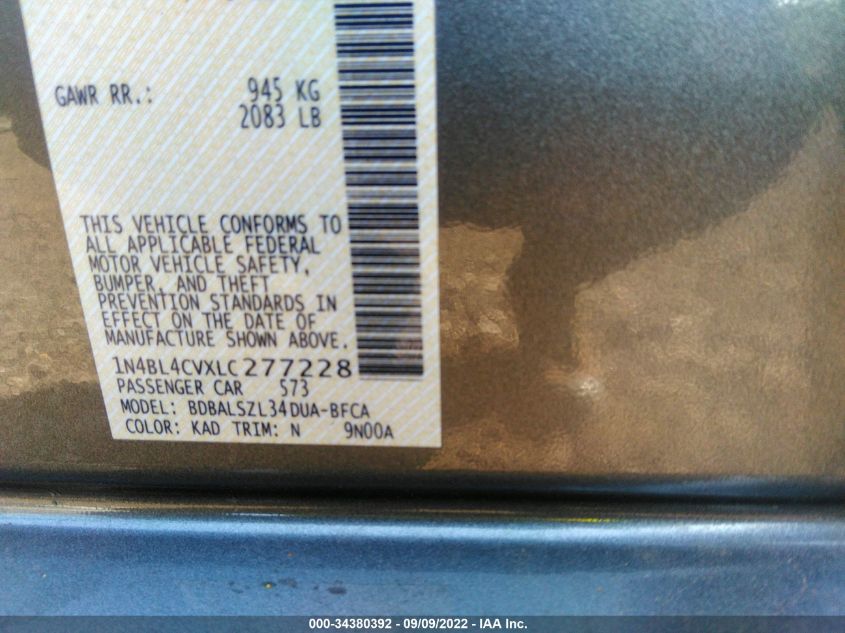 GAWR RR.: 945 KG
2083 LB
THIS VEHICLE CONFORMS TO
ALL APPLICABLE FEDERAL
MOTOR VEHICLE SAFETY,
BUMPER, AND THEFT
PREVENTION STANDARDS IN
EFFECT ON THE DATE OF
MANUFACTURE SHOWN ABOVE.
1N4BL4CVXLC277228
PASSENGER CAR 573
MODEL: BDBALSZL34DUA-BFCA
COLOR: KAD TRIM: N 9N00A
000-34380392 - 09/09/2022 - IAA Inc.